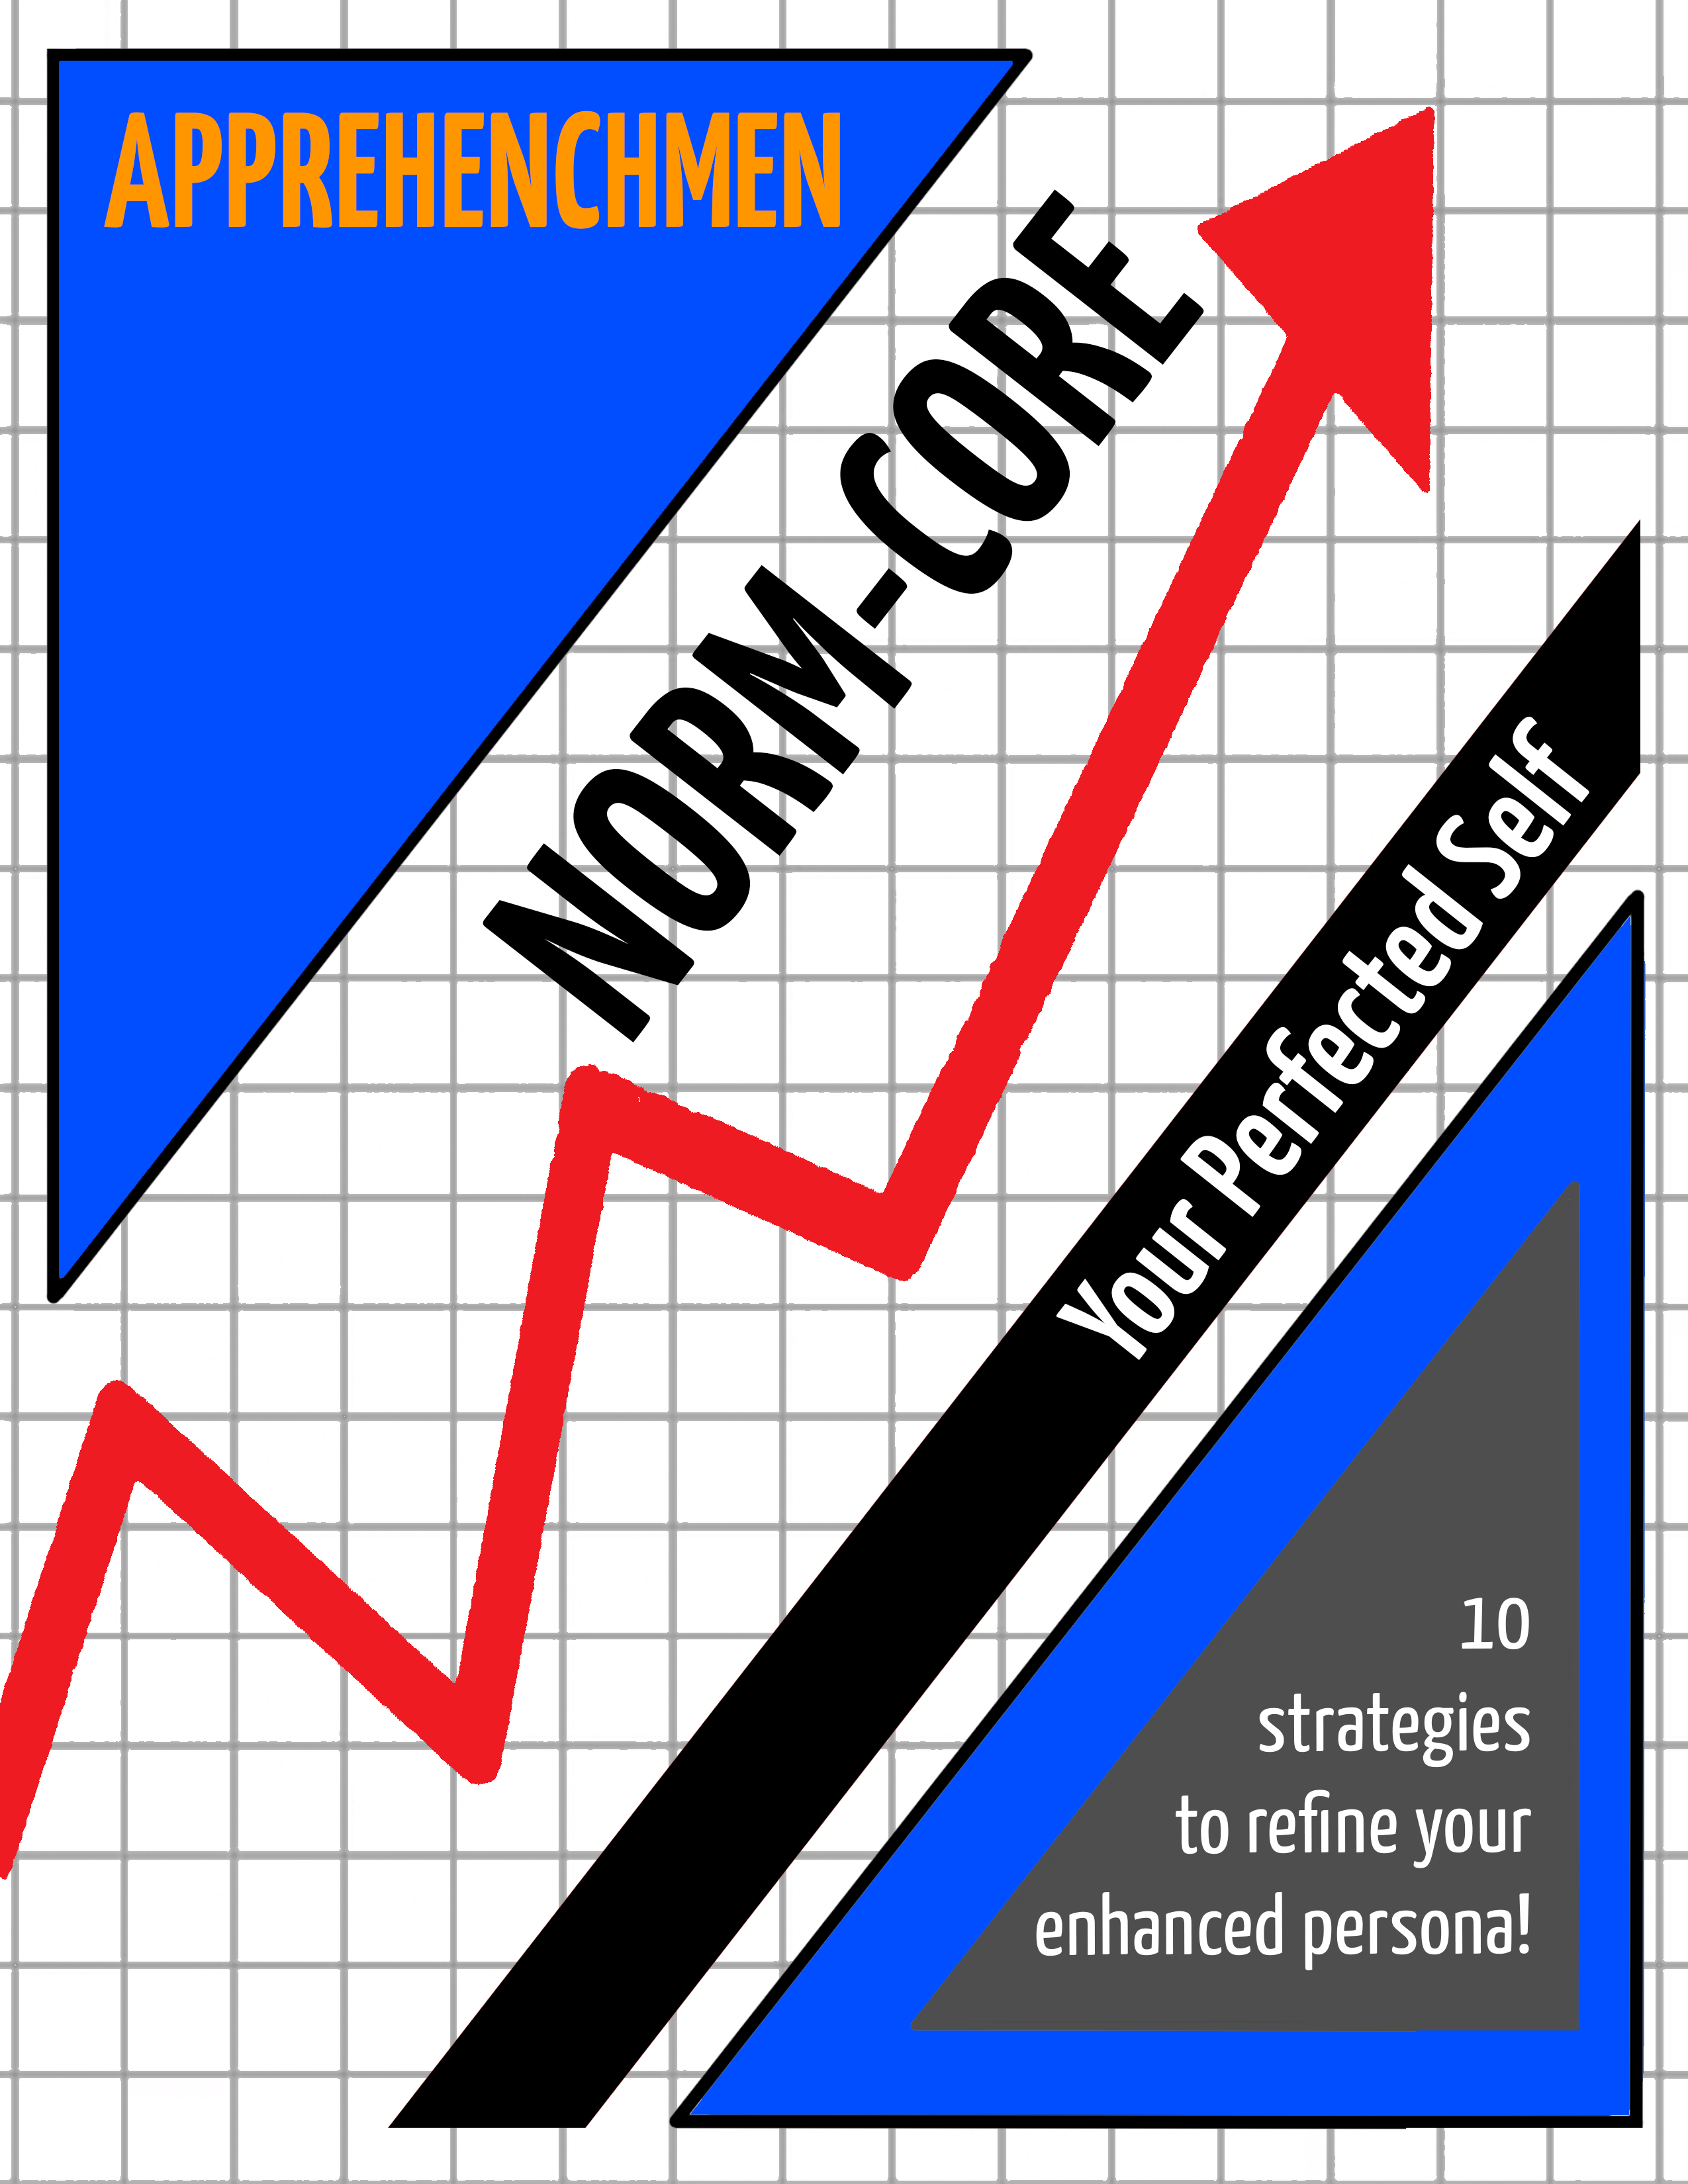 APPREHENCHMEN
NORM-CORE
Your Perfected Self
10
strategies
to refine your
enhanced persona!